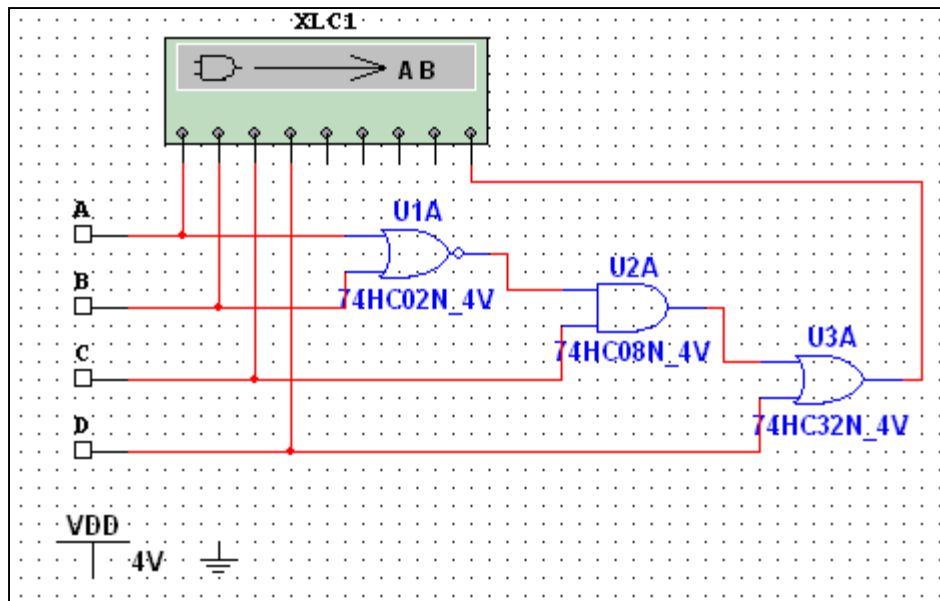 XLC1
A B
A
U1A
B
74HC02N_4V
U2A
C
74HC08N_4V
U3A
D
74HC32N_4V
VDD
4V